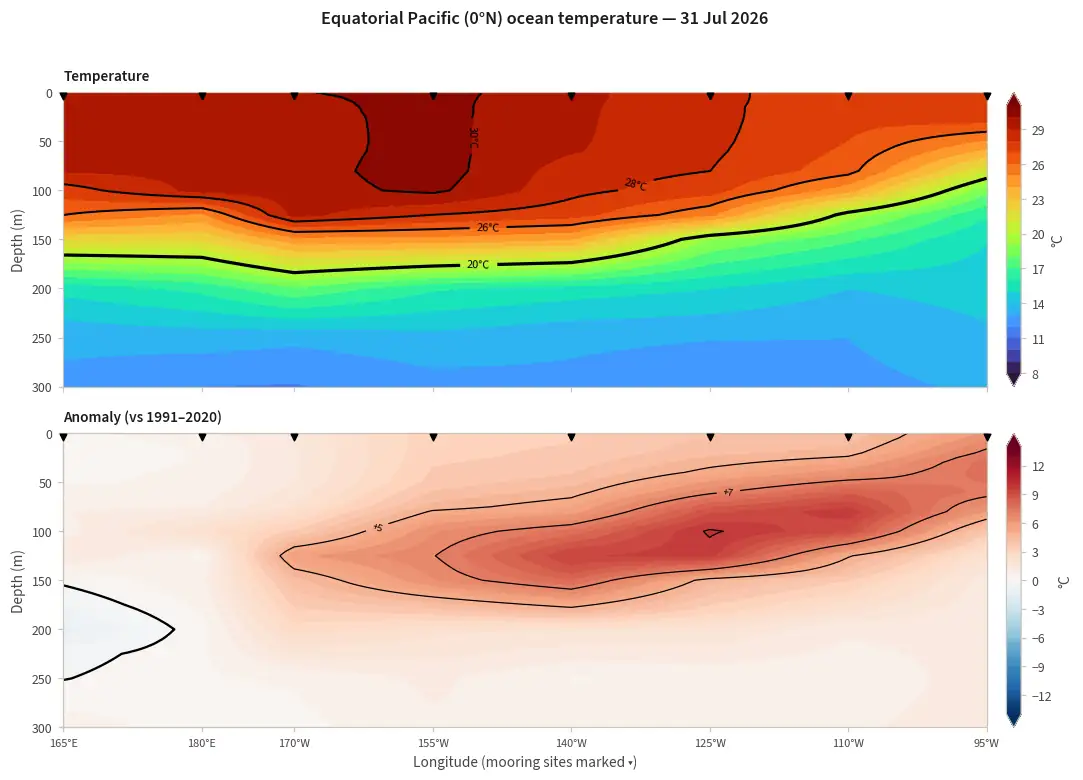 Equatorial Pacific (0°N) ocean temperature — 31 Jul 2026
Temperature
0
50
100
150
200
250
300
Depth (m)
30°C
28°C
26°C
20°C
29
26
23
20
17
14
11
8
°C
Anomaly (vs 1991–2020)
0
50
100
150
200
250
300
Depth (m)
+5
+7
12
9
6
3
0
−3
−6
−9
−12
°C
165°E 180°E 170°W 155°W 140°W 125°W 110°W 95°W
Longitude (mooring sites marked ▾)